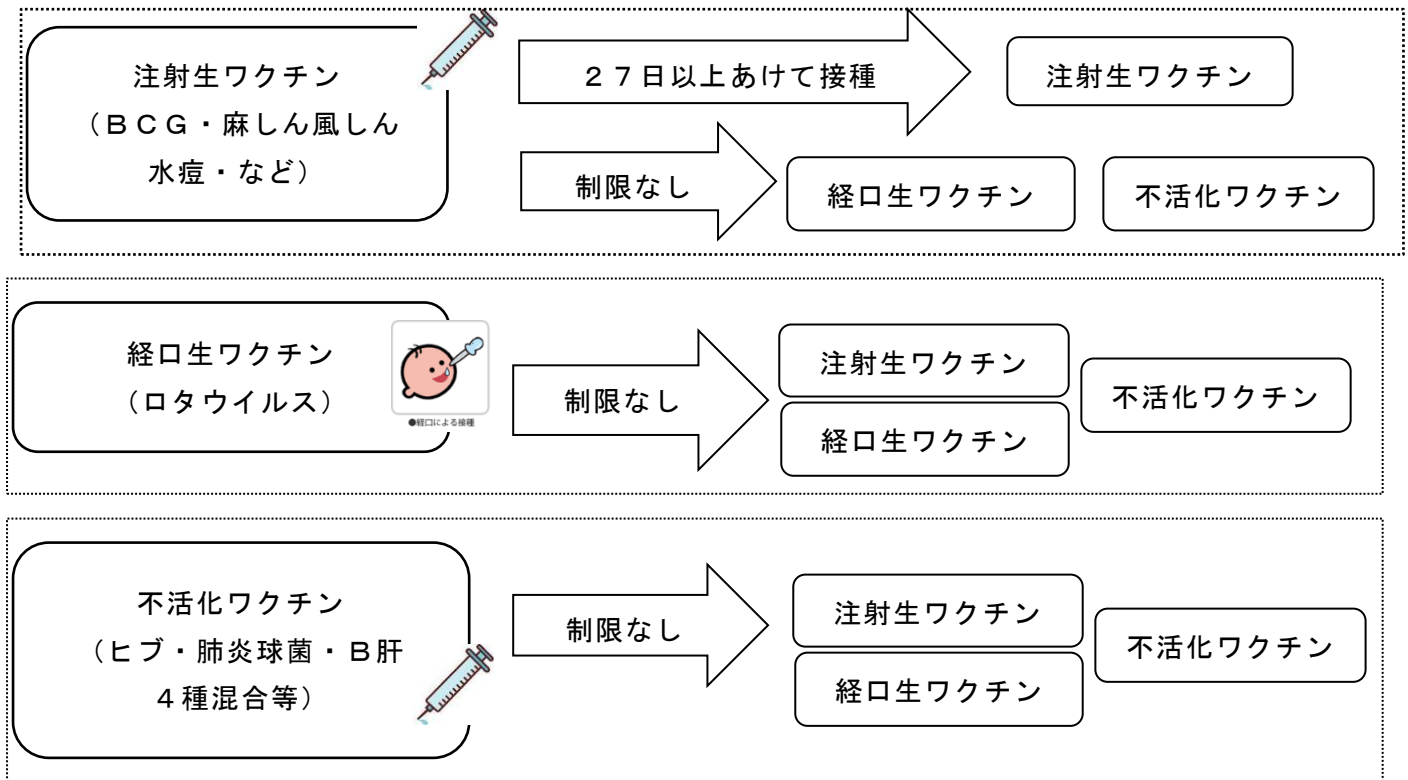 注射生ワクチン
（ＢＣＧ・麻しん風しん
水痘・など）
２７日以上あけて接種
注射生ワクチン
制限なし
経口生ワクチン
不活化ワクチン
経口生ワクチン
（ロタウイルス）
●経口による接種
制限なし
注射生ワクチン
経口生ワクチン
不活化ワクチン
不活化ワクチン
（ヒブ・肺炎球菌・Ｂ肝
４種混合等）
制限なし
注射生ワクチン
経口生ワクチン
不活化ワクチン